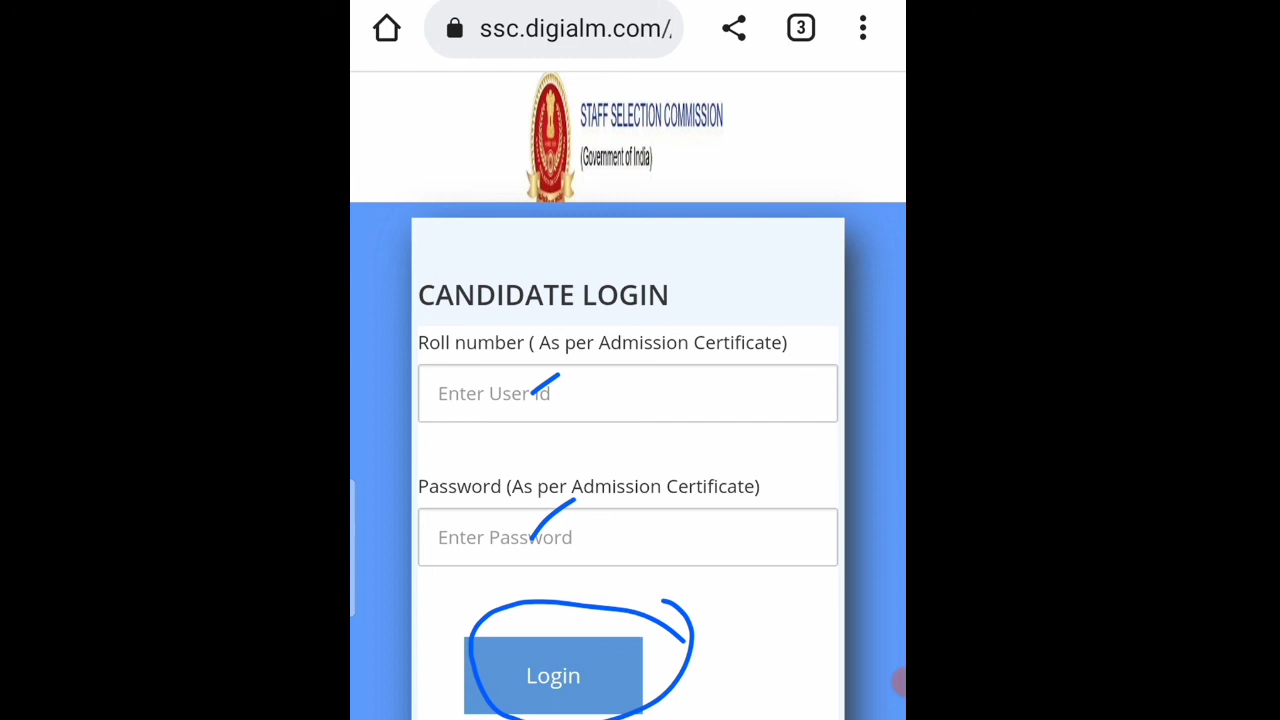 ssc.digialm.com/
3
STAFF SELECTION COMMISSION
(Government of India)
CANDIDATE LOGIN
Roll number ( As per Admission Certificate)
Enter User id
Password (As per Admission Certificate)
Enter Password
Login